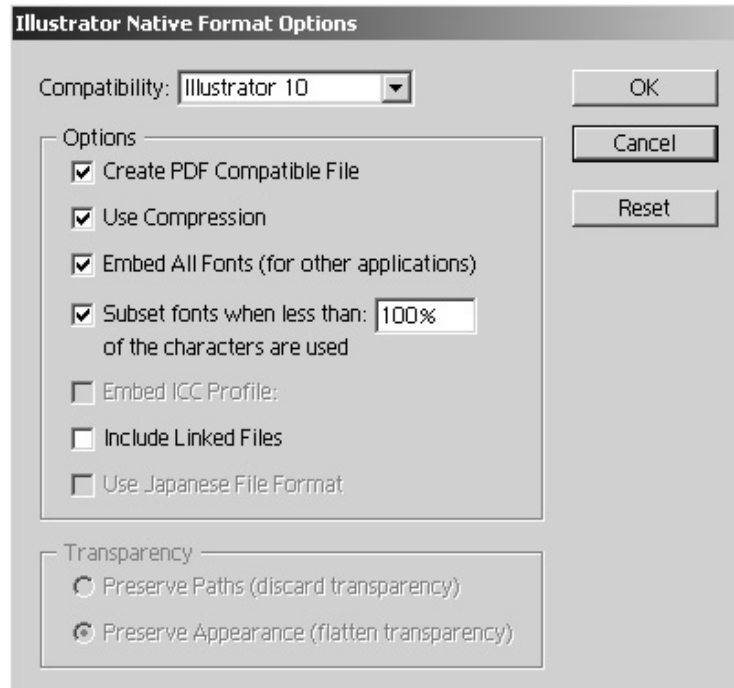 Illustrator Native Format Options
Compatibility: Illustrator 10
OK
Options
Cancel
Create PDF Compatible File
Use Compression
Reset
Embed All Fonts (for other applications)
Subset fonts when less than: 100%
of the characters are used
Embed ICC Profile:
Include Linked Files
Use Japanese File Format
Transparency
Preserve Paths (discard transparency)
Preserve Appearance (flatten transparency)